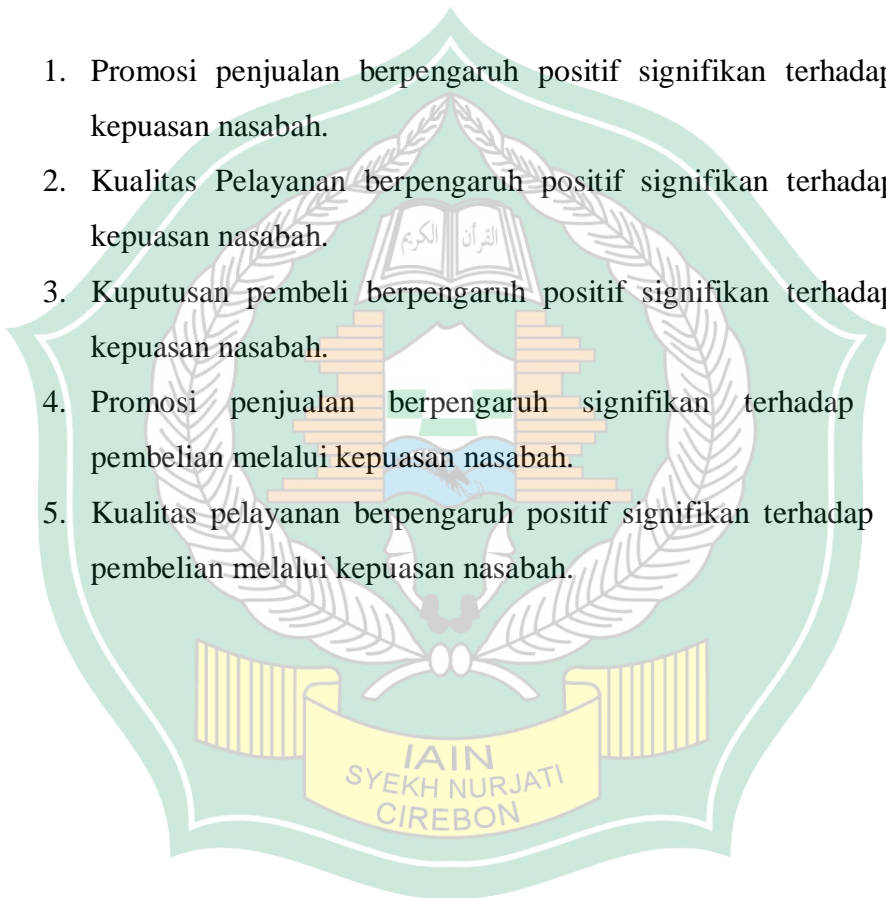 1. Promosi penjualan berpengaruh positif signifikan terhadap
kepuasan nasabah.
2. Kualitas Pelayanan berpengaruh positif signifikan terhadap
kepuasan nasabah.
القرأن الكريم
3. Kuputusan pembeli berpengaruh positif signifikan terhadap
kepuasan nasabah.
4. Promosi penjualan berpengaruh signifikan terhadap
pembelian melalui kepuasan nasabah.
5. Kualitas pelayanan berpengaruh positif signifikan terhadap
pembelian melalui kepuasan nasabah.
IAIN
SYEKH NURJATI
CIREBON